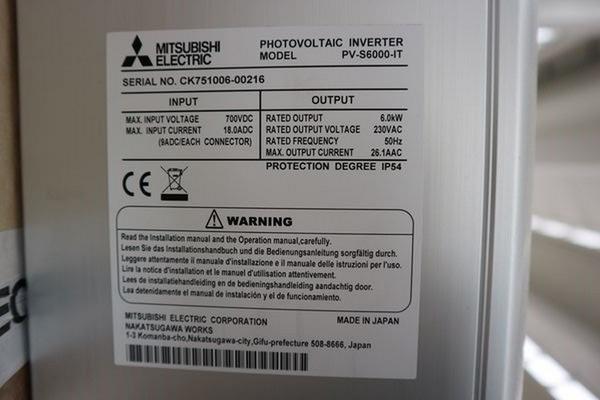 MITSUBISHI
ELECTRIC
PHOTOVOLTAIC INVERTER
MODEL PV-S6000-IT
SERIAL NO. CK751006-00216
INPUT
MAX. INPUT VOLTAGE 700VDC
MAX. INPUT CURRENT 18.0ADC
(9ADC/EACH CONNECTOR)
OUTPUT
RATED OUTPUT 6.0kW
RATED OUTPUT VOLTAGE 230VAC
RATED FREQUENCY 50Hz
MAX. OUTPUT CURRENT 26.1AAC
PROTECTION DEGREE IP54
CE
WARNING
Read the Installation manual and the Operation manual,carefully.
Lesen Sie das Installationshandbuch und die Bedienungsanleitung sorgfältig durch.
Leggere attentamente il manuale d'installazione e il manuale delle istruzioni per l'uso.
Lire la notice d'installation et le manuel d'utilisation attentivement.
Lees de installatiehandleiding en de bedieningshandleiding aandachtig door.
Lea detenidamente el manual de instalación y el de funcionamiento.
MITSUBISHI ELECTRIC CORPORATION
NAKATSUGAWA WORKS
MADE IN JAPAN
1-3 Komanba-cho,Nakatsugawa-city,Gifu-prefecture 508-8666, Japan